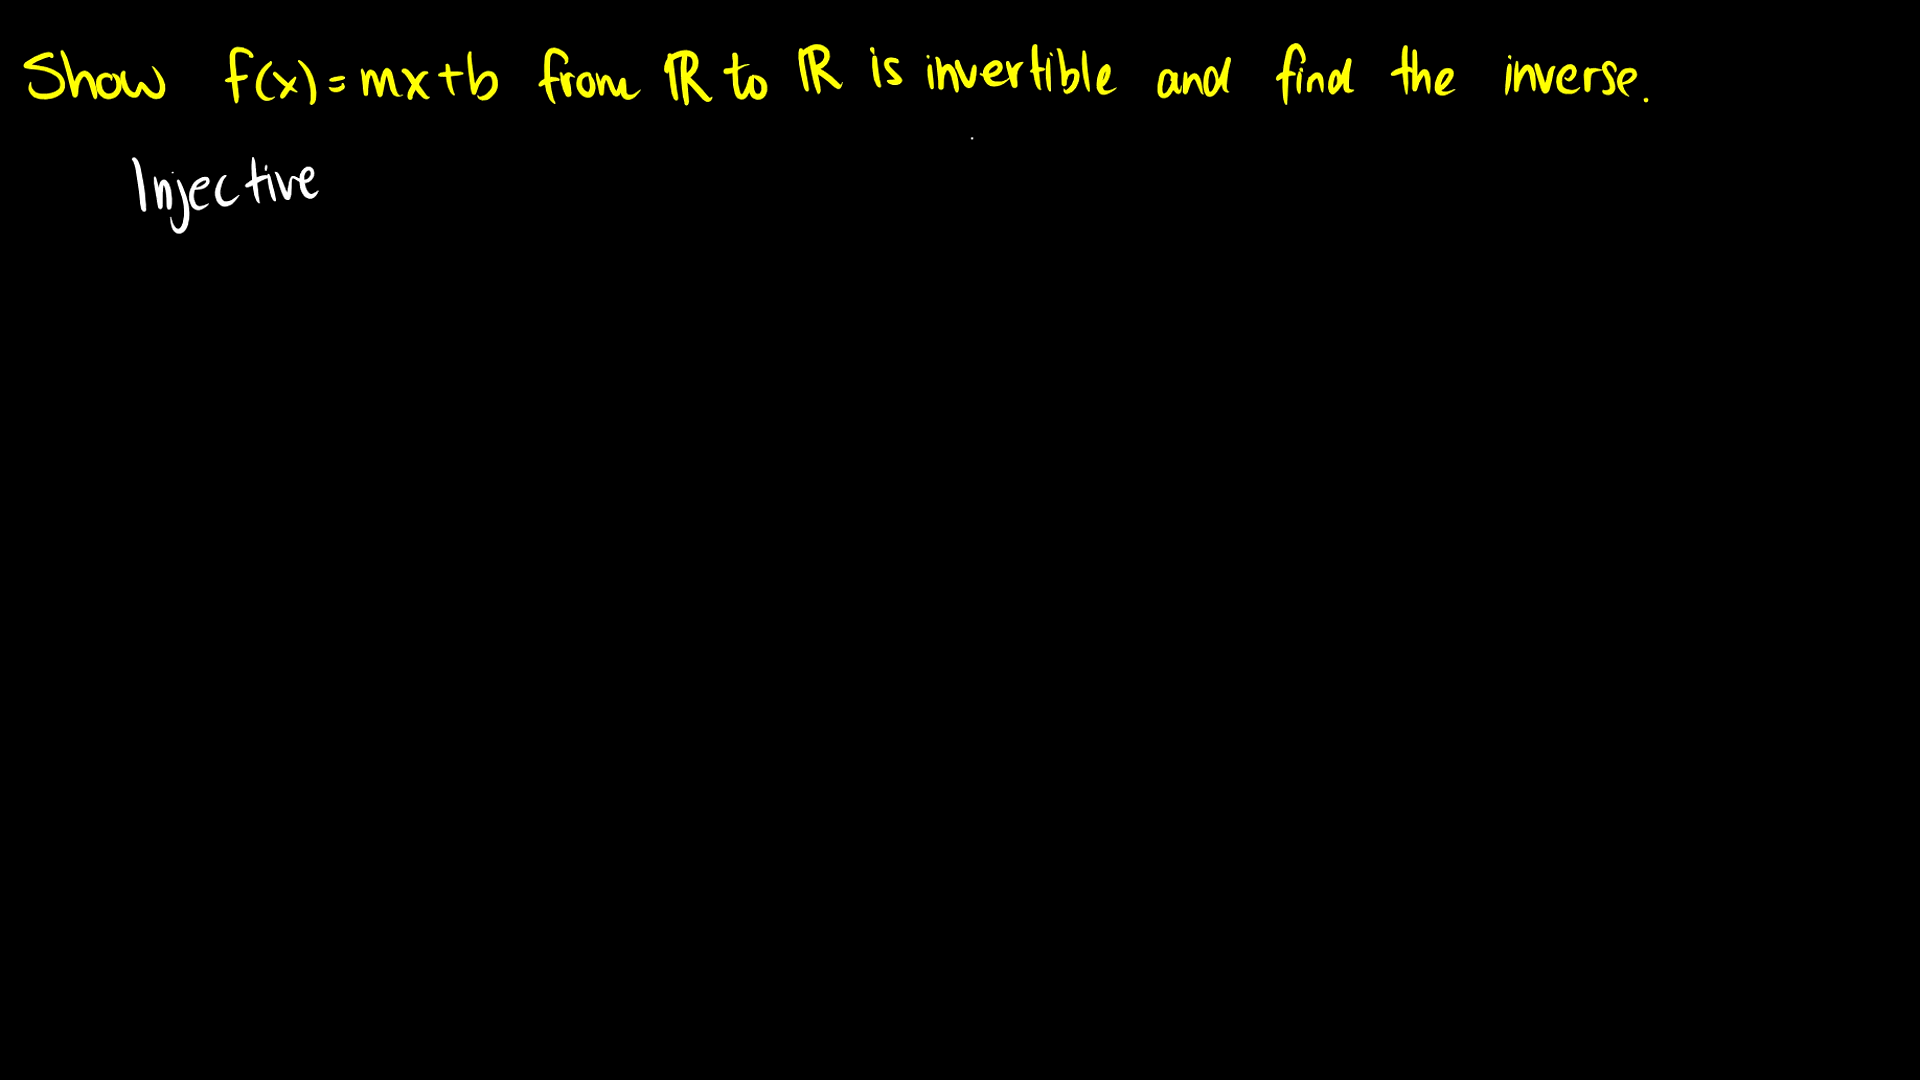 Show f(x)=mx+b from ℝ to ℝ is invertible and find the inverse.
Injective